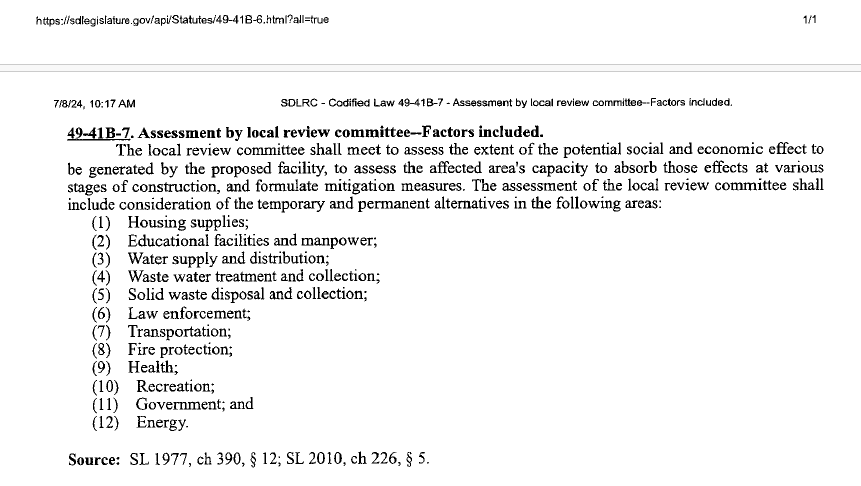 https://sdlegislature.gov/api/Statutes/49-41B-6.html?all=true 1/1
7/8/24, 10:17 AM SDLRC - Codified Law 49-41B-7 - Assessment by local review committee--Factors included.
49-41B-7. Assessment by local review committee--Factors included.
The local review committee shall meet to assess the extent of the potential social and economic effect to
be generated by the proposed facility, to assess the affected area's capacity to absorb those effects at various
stages of construction, and formulate mitigation measures. The assessment of the local review committee shall
include consideration of the temporary and permanent alternatives in the following areas:
(1) Housing supplies;
(2) Educational facilities and manpower;
(3) Water supply and distribution;
(4) Waste water treatment and collection;
(5) Solid waste disposal and collection;
(6) Law enforcement;
(7) Transportation;
(8) Fire protection;
(9) Health;
(10) Recreation;
(11) Government; and
(12) Energy.
Source: SL 1977, ch 390, § 12; SL 2010, ch 226, § 5.